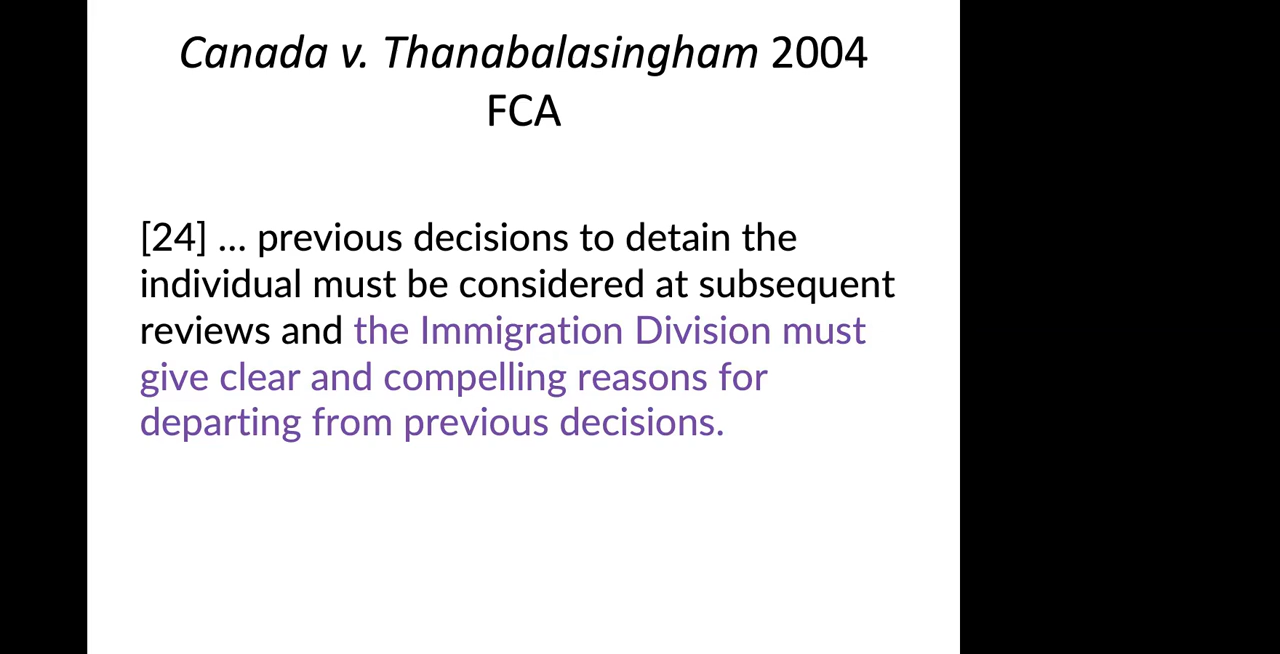 Canada v. Thanabalasingham 2004
FCA
[24] ... previous decisions to detain the
individual must be considered at subsequent
reviews and the Immigration Division must
give clear and compelling reasons for
departing from previous decisions.